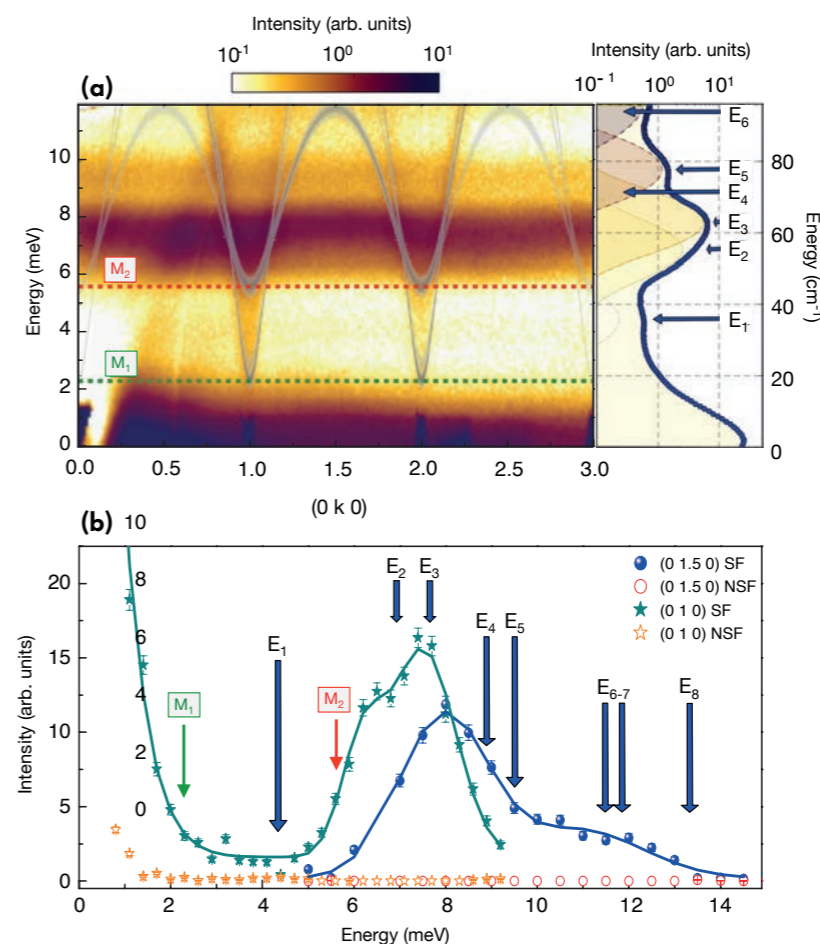 Intensity (arb. units)
10⁻¹ 10⁰ 10¹
(a)
Intensity (arb. units)
10⁻¹ 10⁰ 10¹
Energy (meV)
10
8
6
4
2
0
M₂
M₁
0.0 0.5 1.0 1.5 2.0 2.5 3.0
(0 k 0)
E₆
E₅
E₄
E₃
E₂
E₁
80
60
40
20
0
Energy (cm⁻¹)
(b)
10
8
6
4
2
0
20
15
10
5
0
Intensity (arb. units)
M₁
E₁
M₂
E₂
E₃
E₄
E₅
E₆₋₇
E₈
(0 1.5 0) SF
(0 1.5 0) NSF
(0 1 0) SF
(0 1 0) NSF
0 2 4 6 8 10 12 14
Energy (meV)